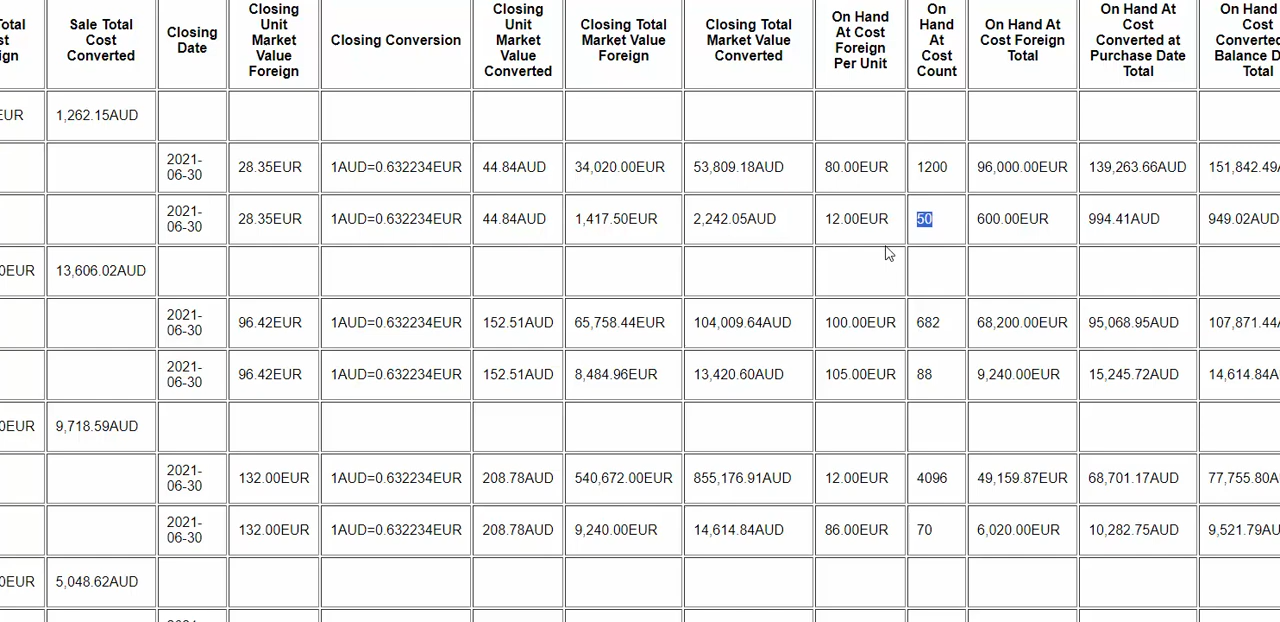 Total Sale Total Closing Closing Unit Market Value Foreign Closing Conversion Closing Unit Market Value Converted Closing Total Market Value Foreign Closing Total Market Value Converted On Hand At Cost Foreign Per Unit On Hand At Cost Count On Hand At Cost Foreign Total On Hand At Cost Converted at Purchase Date Total On Hand Cost Converte Balance D Total
st Cost Date
ign Converted
EUR 1,262.15AUD
2021-06-30 28.35EUR 1AUD=0.632234EUR 44.84AUD 34,020.00EUR 53,809.18AUD 80.00EUR 1200 96,000.00EUR 139,263.66AUD 151,842.49
2021-06-30 28.35EUR 1AUD=0.632234EUR 44.84AUD 1,417.50EUR 2,242.05AUD 12.00EUR 50 600.00EUR 994.41AUD 949.02AUD
0EUR 13,606.02AUD
2021-06-30 96.42EUR 1AUD=0.632234EUR 152.51AUD 65,758.44EUR 104,009.64AUD 100.00EUR 682 68,200.00EUR 95,068.95AUD 107,871.44
2021-06-30 96.42EUR 1AUD=0.632234EUR 152.51AUD 8,484.96EUR 13,420.60AUD 105.00EUR 88 9,240.00EUR 15,245.72AUD 14,614.84A
0EUR 9,718.59AUD
2021-06-30 132.00EUR 1AUD=0.632234EUR 208.78AUD 540,672.00EUR 855,176.91AUD 12.00EUR 4096 49,159.87EUR 68,701.17AUD 77,755.80A
2021-06-30 132.00EUR 1AUD=0.632234EUR 208.78AUD 9,240.00EUR 14,614.84AUD 86.00EUR 70 6,020.00EUR 10,282.75AUD 9,521.79AU
0EUR 5,048.62AUD